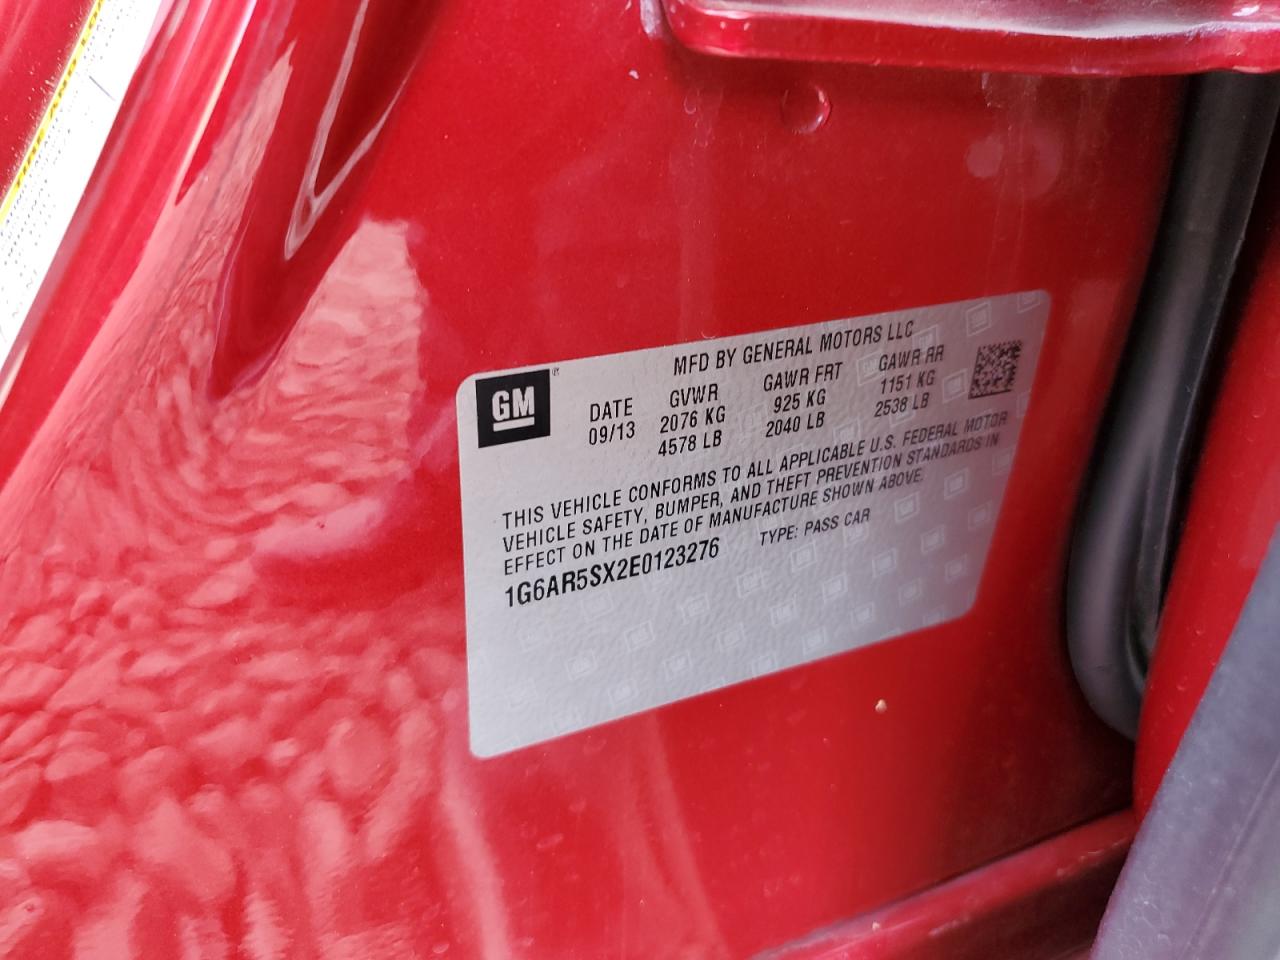 MFD BY GENERAL MOTORS LLC
GM®
DATE GVWR GAWR FRT GAWR RR
09/13 2076 KG 925 KG 1151 KG
4578 LB 2040 LB 2538 LB
THIS VEHICLE CONFORMS TO ALL APPLICABLE U.S. FEDERAL MOTOR
VEHICLE SAFETY, BUMPER, AND THEFT PREVENTION STANDARDS IN
EFFECT ON THE DATE OF MANUFACTURE SHOWN ABOVE.
1G6AR5SX2E0123276 TYPE: PASS CAR